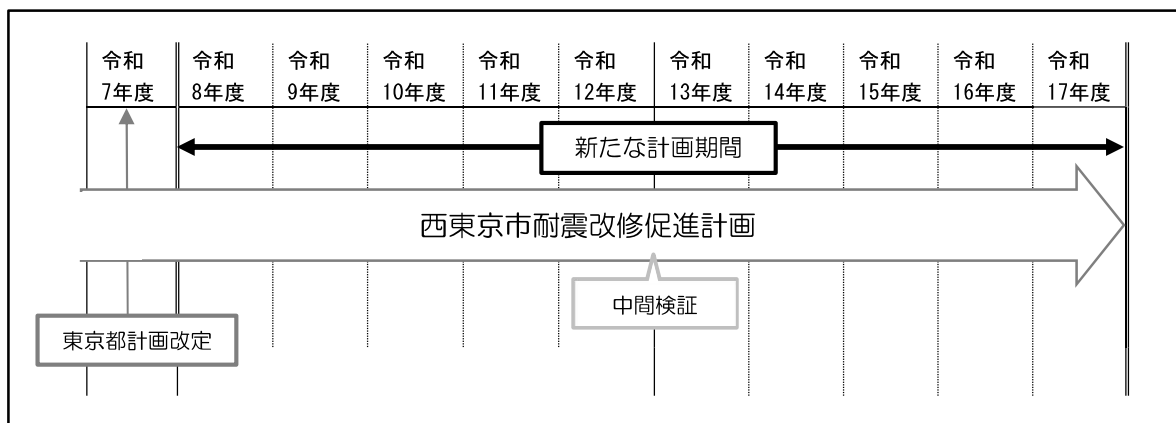 令和 令和 令和 令和 令和 令和 令和 令和 令和 令和 令和
7年度 8年度 9年度 10年度 11年度 12年度 13年度 14年度 15年度 16年度 17年度
新たな計画期間
西東京市耐震改修促進計画
中間検証
東京都計画改定